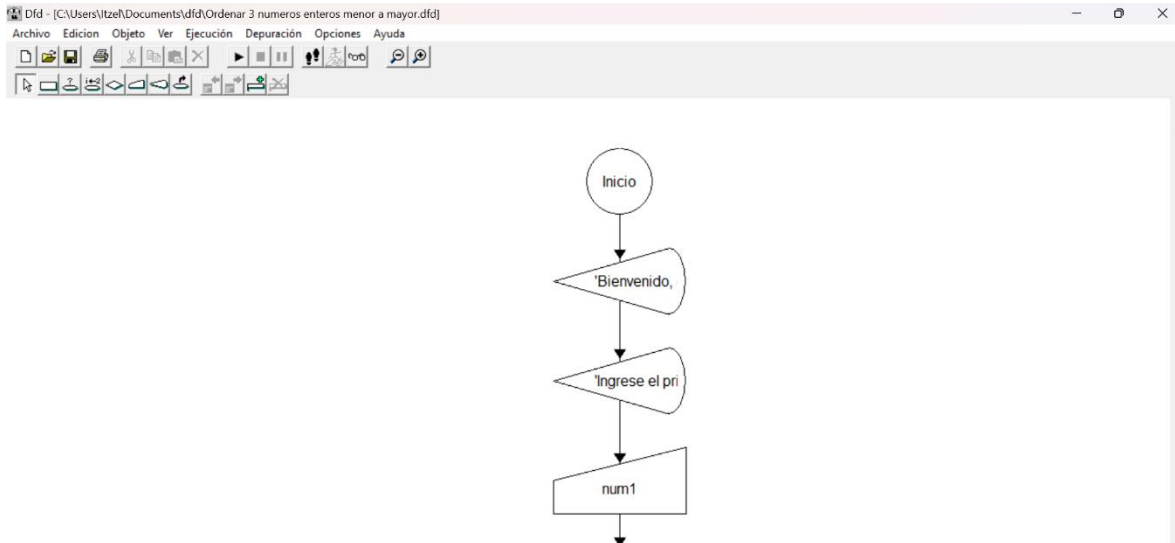 Dfd - [C:\Users\Itzel\Documents\dfd\Ordenar 3 numeros enteros menor a mayor.dfd]
Archivo Edicion Objeto Ver Ejecución Depuración Opciones Ayuda
Inicio
'Bienvenido,
'Ingrese el pri
num1